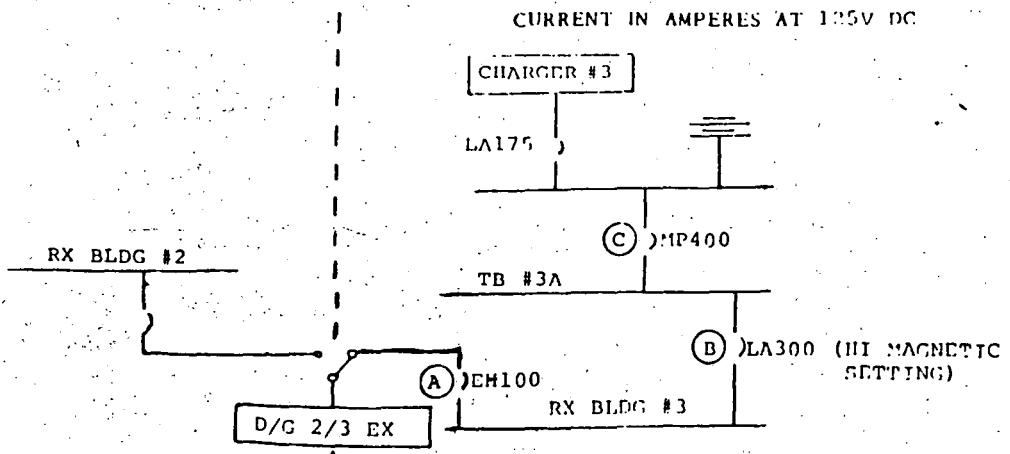 CURRENT IN AMPERES AT 125V DC
CHARGER #3
LA175
C MP400
RX BLDG #2
TB #3A
B LA300 (HI MAGNETIC
SETTING)
A EH100
RX BLDG #3
D/G 2/3 EX